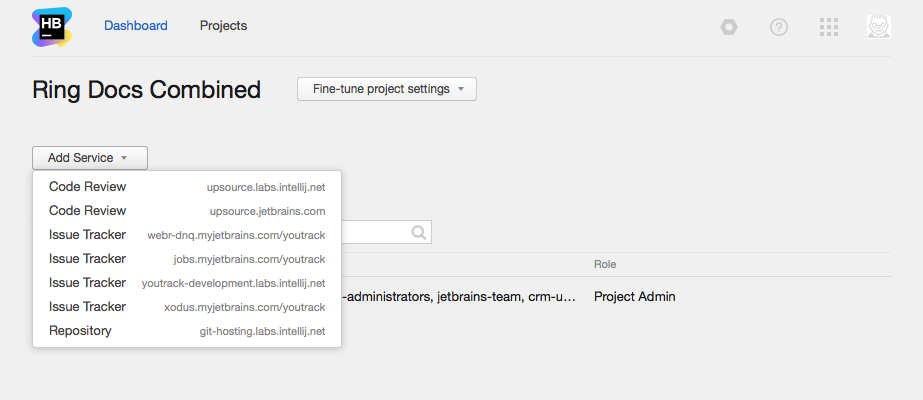 HB
Dashboard Projects
Ring Docs Combined Fine-tune project settings
Add Service
Code Review upsource.labs.intellij.net
Code Review upsource.jetbrains.com
Issue Tracker webr-dnq.myjetbrains.com/youtrack
Issue Tracker jobs.myjetbrains.com/youtrack
Role
Issue Tracker youtrack-development.labs.intellij.net
-administrators, jetbrains-team, crm-u... Project Admin
Issue Tracker xodus.myjetbrains.com/youtrack
Repository git-hosting.labs.intellij.net